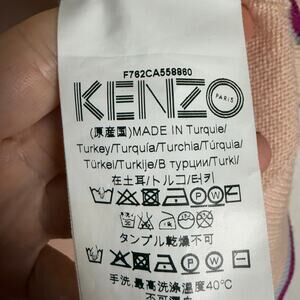 F762CA558860
KENZO
PARIS
(原産国)MADE IN Turquie/
Turkey/Turquía/Turchia/Túrquia/
Türkei/Turkije/В турции/Turki/
在土耳/トルコ/터키
タンブル乾燥不可
手洗,最高洗涤温度40℃